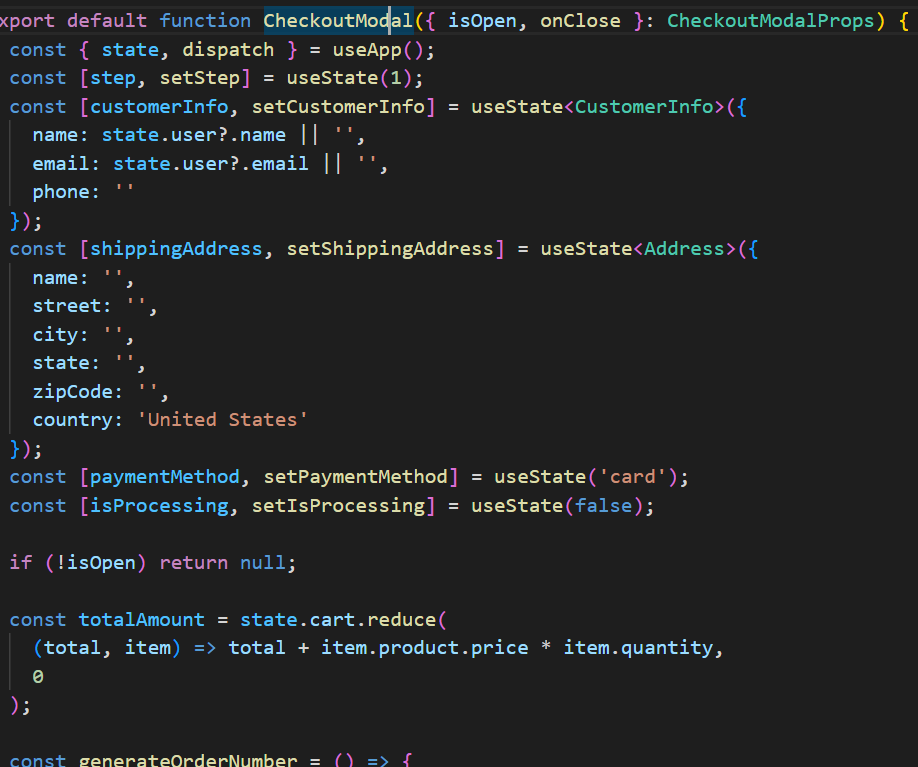 xport default function CheckoutModal({ isOpen, onClose }: CheckoutModalProps) {
const { state, dispatch } = useApp();
const [step, setStep] = useState(1);
const [customerInfo, setCustomerInfo] = useState<CustomerInfo>({
  name: state.user?.name || '',
  email: state.user?.email || '',
  phone: ''
});
const [shippingAddress, setShippingAddress] = useState<Address>({
  name: '',
  street: '',
  city: '',
  state: '',
  zipCode: '',
  country: 'United States'
});
const [paymentMethod, setPaymentMethod] = useState('card');
const [isProcessing, setIsProcessing] = useState(false);
if (!isOpen) return null;
const totalAmount = state.cart.reduce(
  (total, item) => total + item.product.price * item.quantity,
  0
);
const generateOrderNumber = () => {